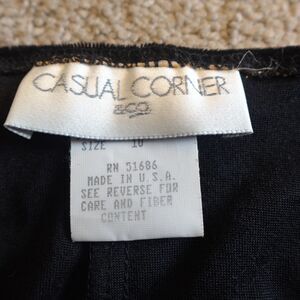 CASUAL CORNER
&CO
SIZE 10
RN 51686
MADE IN U.S.A.
SEE REVERSE FOR
CARE AND FIBER
CONTENT